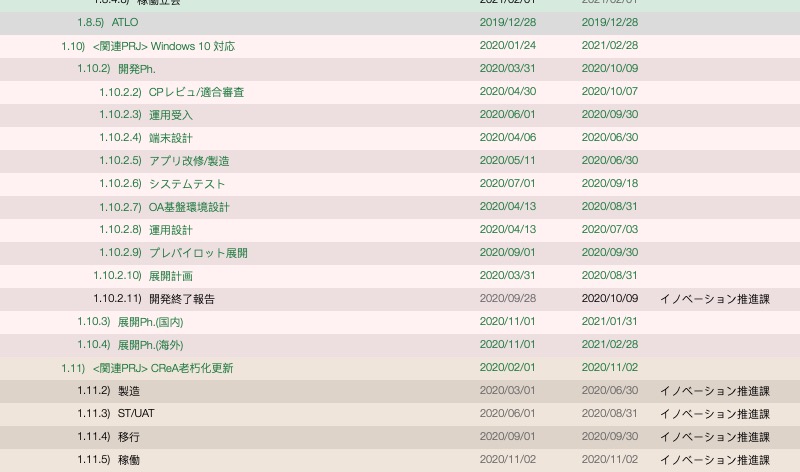 1.8.4.8) 稼働立会 2021/02/01 2021/02/01
1.8.5) ATLO 2019/12/28 2019/12/28
1.10) <関連PRJ> Windows 10 対応 2020/01/24 2021/02/28
1.10.2) 開発Ph. 2020/03/31 2020/10/09
1.10.2.2) CPレビュ/適合審査 2020/04/30 2020/10/07
1.10.2.3) 運用受入 2020/06/01 2020/09/30
1.10.2.4) 端末設計 2020/04/06 2020/06/30
1.10.2.5) アプリ改修/製造 2020/05/11 2020/06/30
1.10.2.6) システムテスト 2020/07/01 2020/09/18
1.10.2.7) OA基盤環境設計 2020/04/13 2020/08/31
1.10.2.8) 運用設計 2020/04/13 2020/07/03
1.10.2.9) プレパイロット展開 2020/09/01 2020/09/30
1.10.2.10) 展開計画 2020/03/31 2020/08/31
1.10.2.11) 開発終了報告 2020/09/28 2020/10/09 イノベーション推進課
1.10.3) 展開Ph.(国内) 2020/11/01 2021/01/31
1.10.4) 展開Ph.(海外) 2020/11/01 2021/02/28
1.11) <関連PRJ> CReA老朽化更新 2020/02/01 2020/11/02
1.11.2) 製造 2020/03/01 2020/06/30 イノベーション推進課
1.11.3) ST/UAT 2020/06/01 2020/08/31 イノベーション推進課
1.11.4) 移行 2020/09/01 2020/09/30 イノベーション推進課
1.11.5) 稼働 2020/11/02 2020/11/02 イノベーション推進課